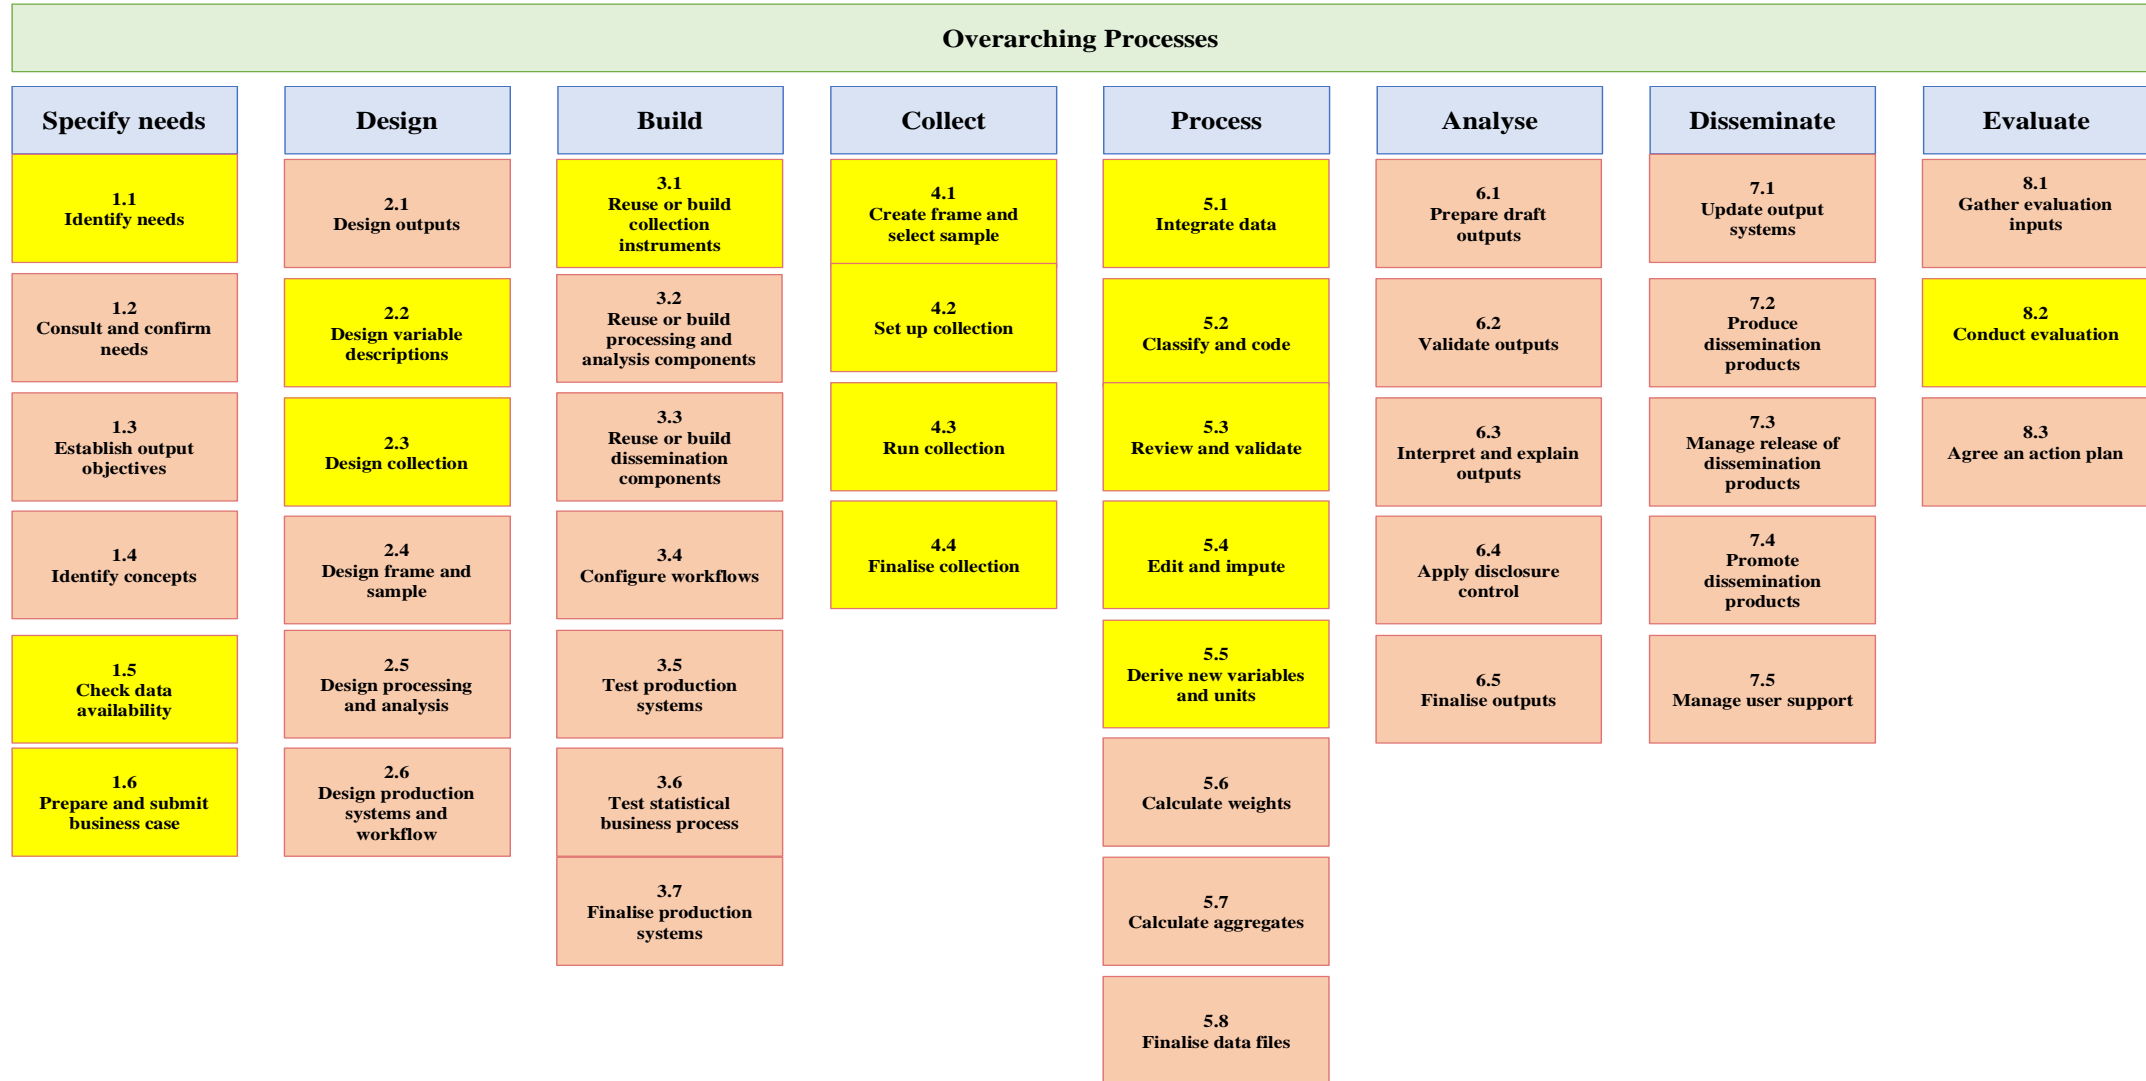 Overarching Processes
Specify needs
1.1
Identify needs
1.2
Consult and confirm
needs
1.3
Establish output
objectives
1.4
Identify concepts
1.5
Check data
availability
1.6
Prepare and submit
business case
Design
2.1
Design outputs
2.2
Design variable
descriptions
2.3
Design collection
2.4
Design frame and
sample
2.5
Design processing
and analysis
2.6
Design production
systems and
workflow
Build
3.1
Reuse or build
collection
instruments
3.2
Reuse or build
processing and
analysis components
3.3
Reuse or build
dissemination
components
3.4
Configure workflows
3.5
Test production
systems
3.6
Test statistical
business process
3.7
Finalise production
systems
Collect
4.1
Create frame and
select sample
4.2
Set up collection
4.3
Run collection
4.4
Finalise collection
Process
5.1
Integrate data
5.2
Classify and code
5.3
Review and validate
5.4
Edit and impute
5.5
Derive new variables
and units
5.6
Calculate weights
5.7
Calculate aggregates
5.8
Finalise data files
Analyse
6.1
Prepare draft
outputs
6.2
Validate outputs
6.3
Interpret and explain
outputs
6.4
Apply disclosure
control
6.5
Finalise outputs
Disseminate
7.1
Update output
systems
7.2
Produce
dissemination
products
7.3
Manage release of
dissemination
products
7.4
Promote
dissemination
products
7.5
Manage user support
Evaluate
8.1
Gather evaluation
inputs
8.2
Conduct evaluation
8.3
Agree an action plan